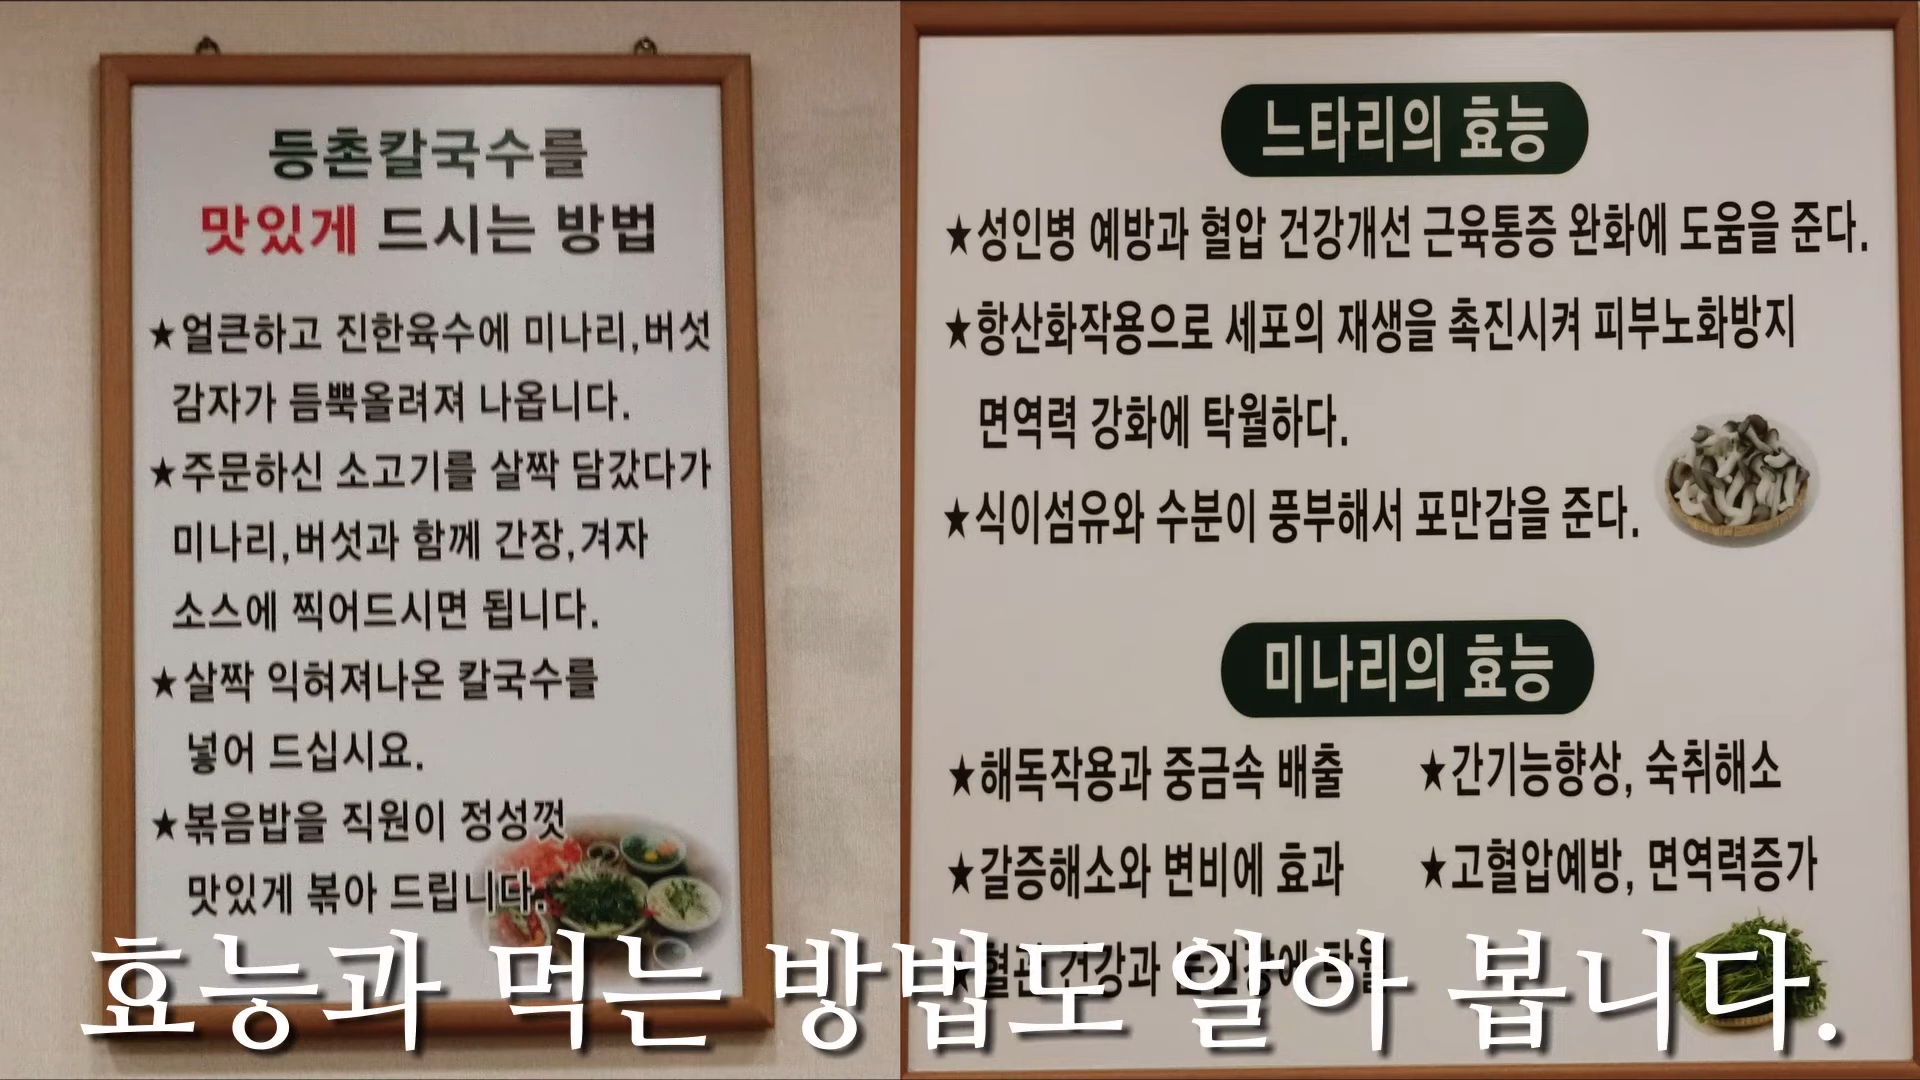 등촌칼국수를
맛있게 드시는 방법
★얼큰하고 진한육수에 미나리,버섯
감자가 듬뿍올려져 나옵니다.
★주문하신 소고기를 살짝 담갔다가
미나리,버섯과 함께 간장,겨자
소스에 찍어드시면 됩니다.
★살짝 익혀져나온 칼국수를
넣어 드십시요.
★볶음밥을 직원이 정성껏
맛있게 볶아 드립니다.
느타리의 효능
★성인병 예방과 혈압 건강개선 근육통증 완화에 도움을 준다.
★항산화작용으로 세포의 재생을 촉진시켜 피부노화방지
면역력 강화에 탁월하다.
★식이섬유와 수분이 풍부해서 포만감을 준다.
미나리의 효능
★해독작용과 중금속 배출
★간기능향상, 숙취해소
★갈증해소와 변비에 효과
★고혈압예방, 면역력증가
★혈관 건강과
효능과 먹는 방법도 알아 봅니다.